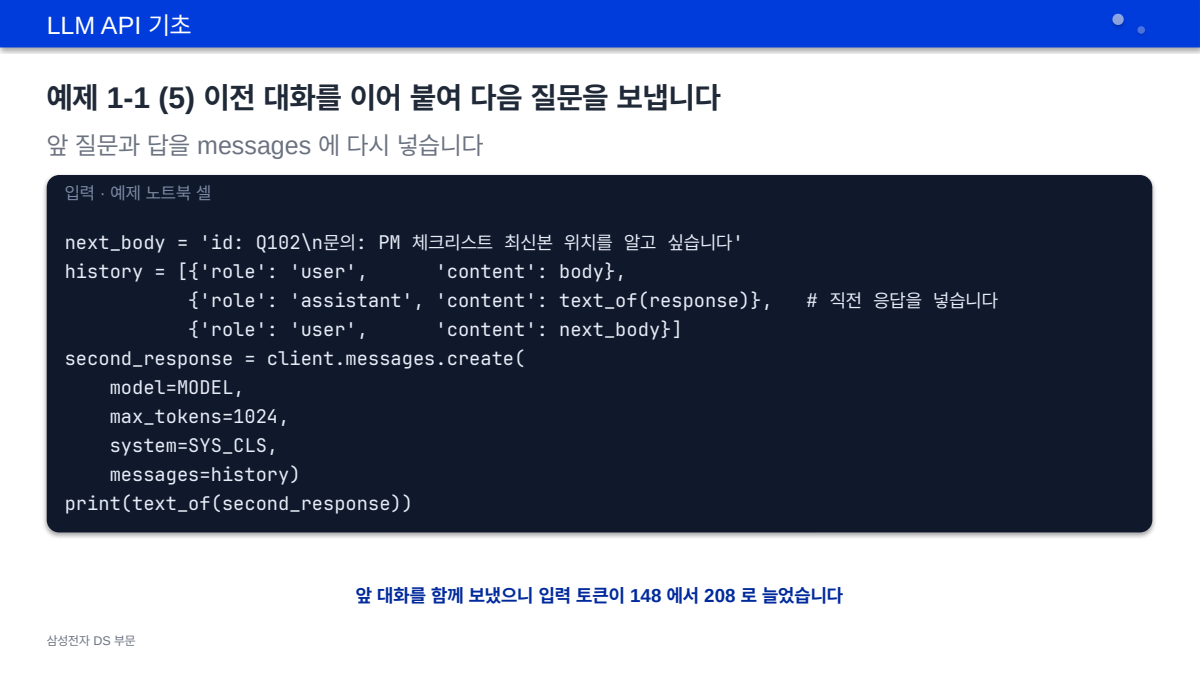 LLM API 기초
예제 1-1 (5) 이전 대화를 이어 붙여 다음 질문을 보냅니다
앞 질문과 답을 messages 에 다시 넣습니다
입력 · 예제 노트북 셀
next_body = 'id: Q102\n문의: PM 체크리스트 최신본 위치를 알고 싶습니다'
history = [{'role': 'user',      'content': body},
           {'role': 'assistant', 'content': text_of(response)},   # 직전 응답을 넣습니다
           {'role': 'user',      'content': next_body}]
second_response = client.messages.create(
    model=MODEL,
    max_tokens=1024,
    system=SYS_CLS,
    messages=history)
print(text_of(second_response))
앞 대화를 함께 보냈으니 입력 토큰이 148 에서 208 로 늘었습니다
삼성전자 DS 부문